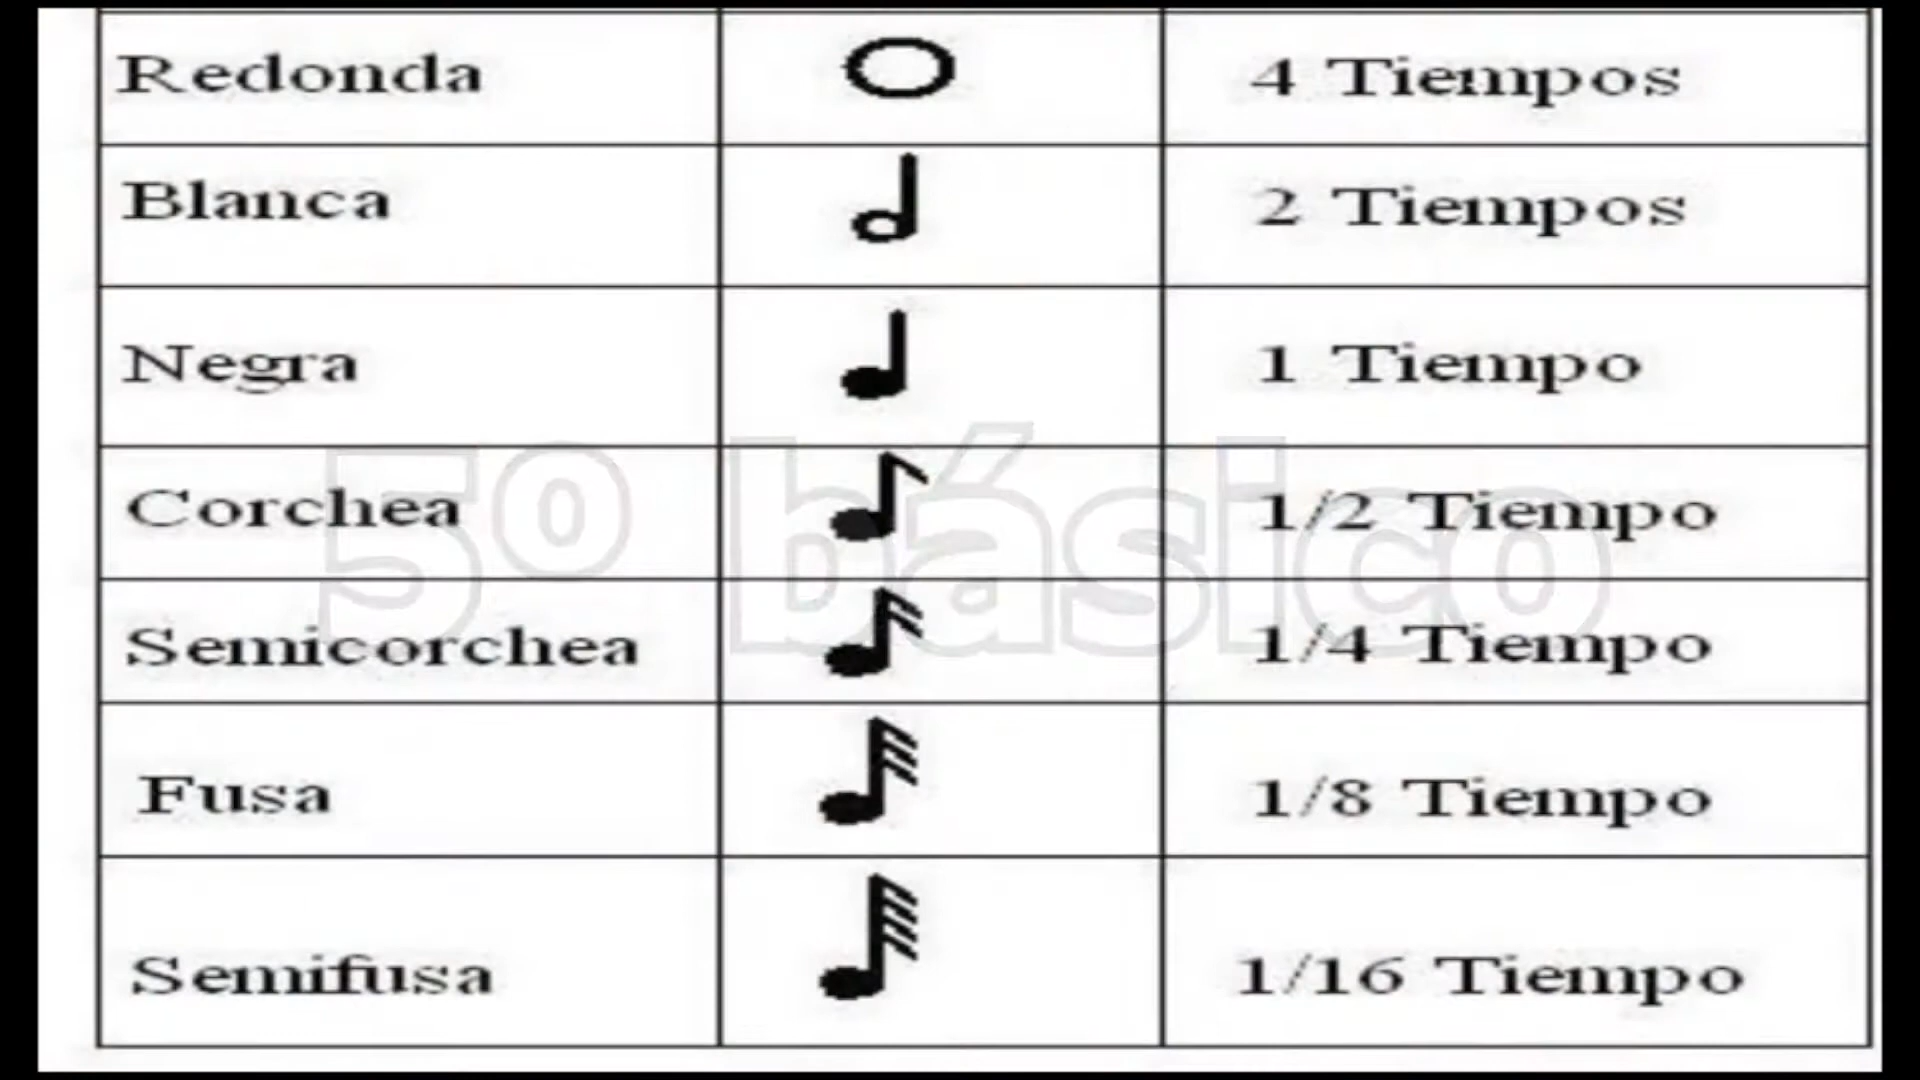 Redonda 4 Tiempos
Blanca 2 Tiempos
Negra 1 Tiempo
Corchea 1/2 Tiempo
5º básico
Semicorchea 1/4 Tiempo
Fusa 1/8 Tiempo
Semifusa 1/16 Tiempo